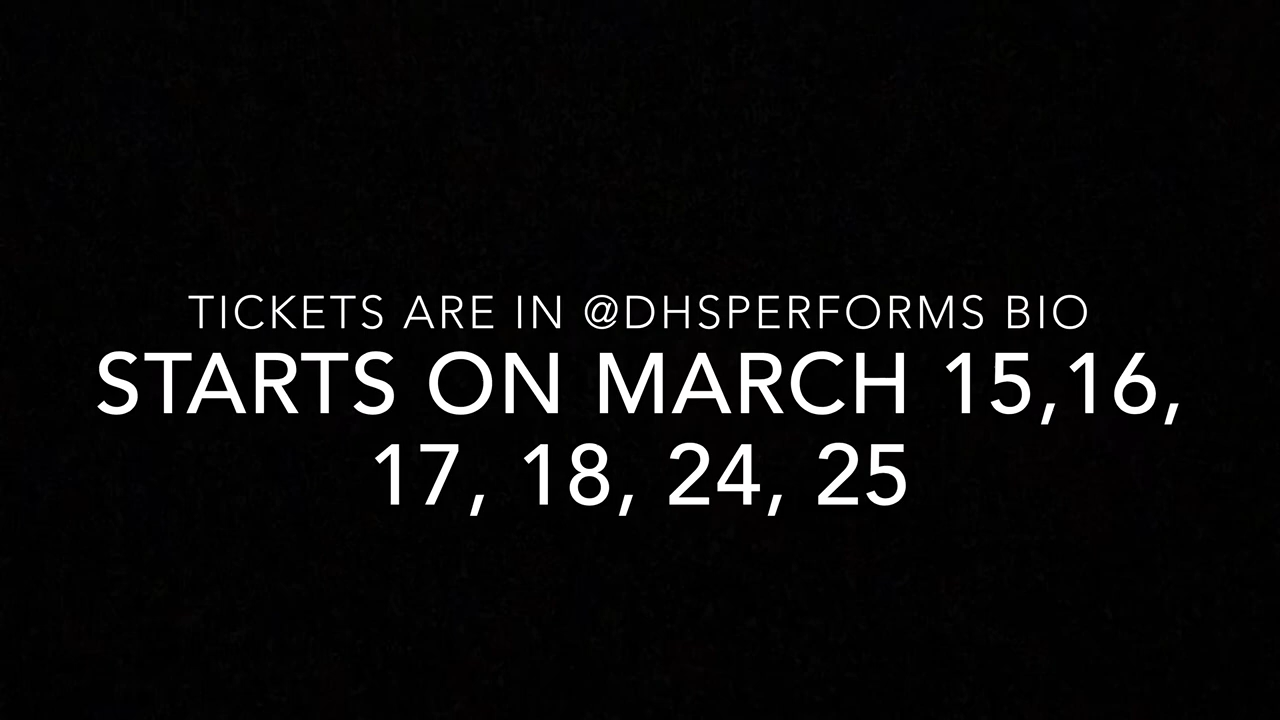 TICKETS ARE IN @DHSPERFORMS BIO
STARTS ON MARCH 15,16,
17, 18, 24, 25